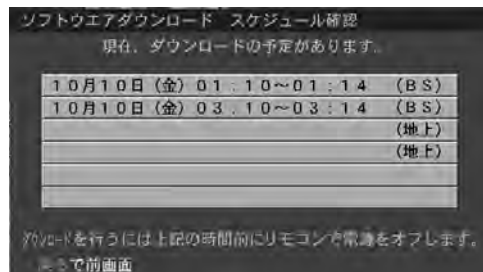 ソフトウエアダウンロード スケジュール確認
現在、ダウンロードの予定があります。
10月10日(金)01:10~01:14 (BS)
10月10日(金)03:10~03:14 (BS)
(地上)
(地上)
ダウンロードを行うには上記の時間前にリモコンで電源をオフします。
で前画面